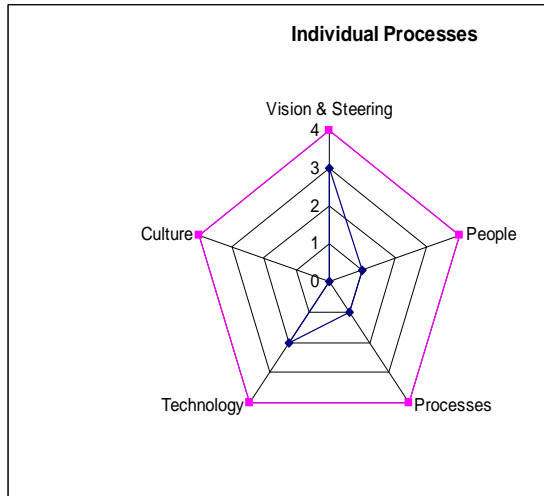 Individual Processes
Vision & Steering
4
3
Culture
People
2
1
0
Technology
Processes